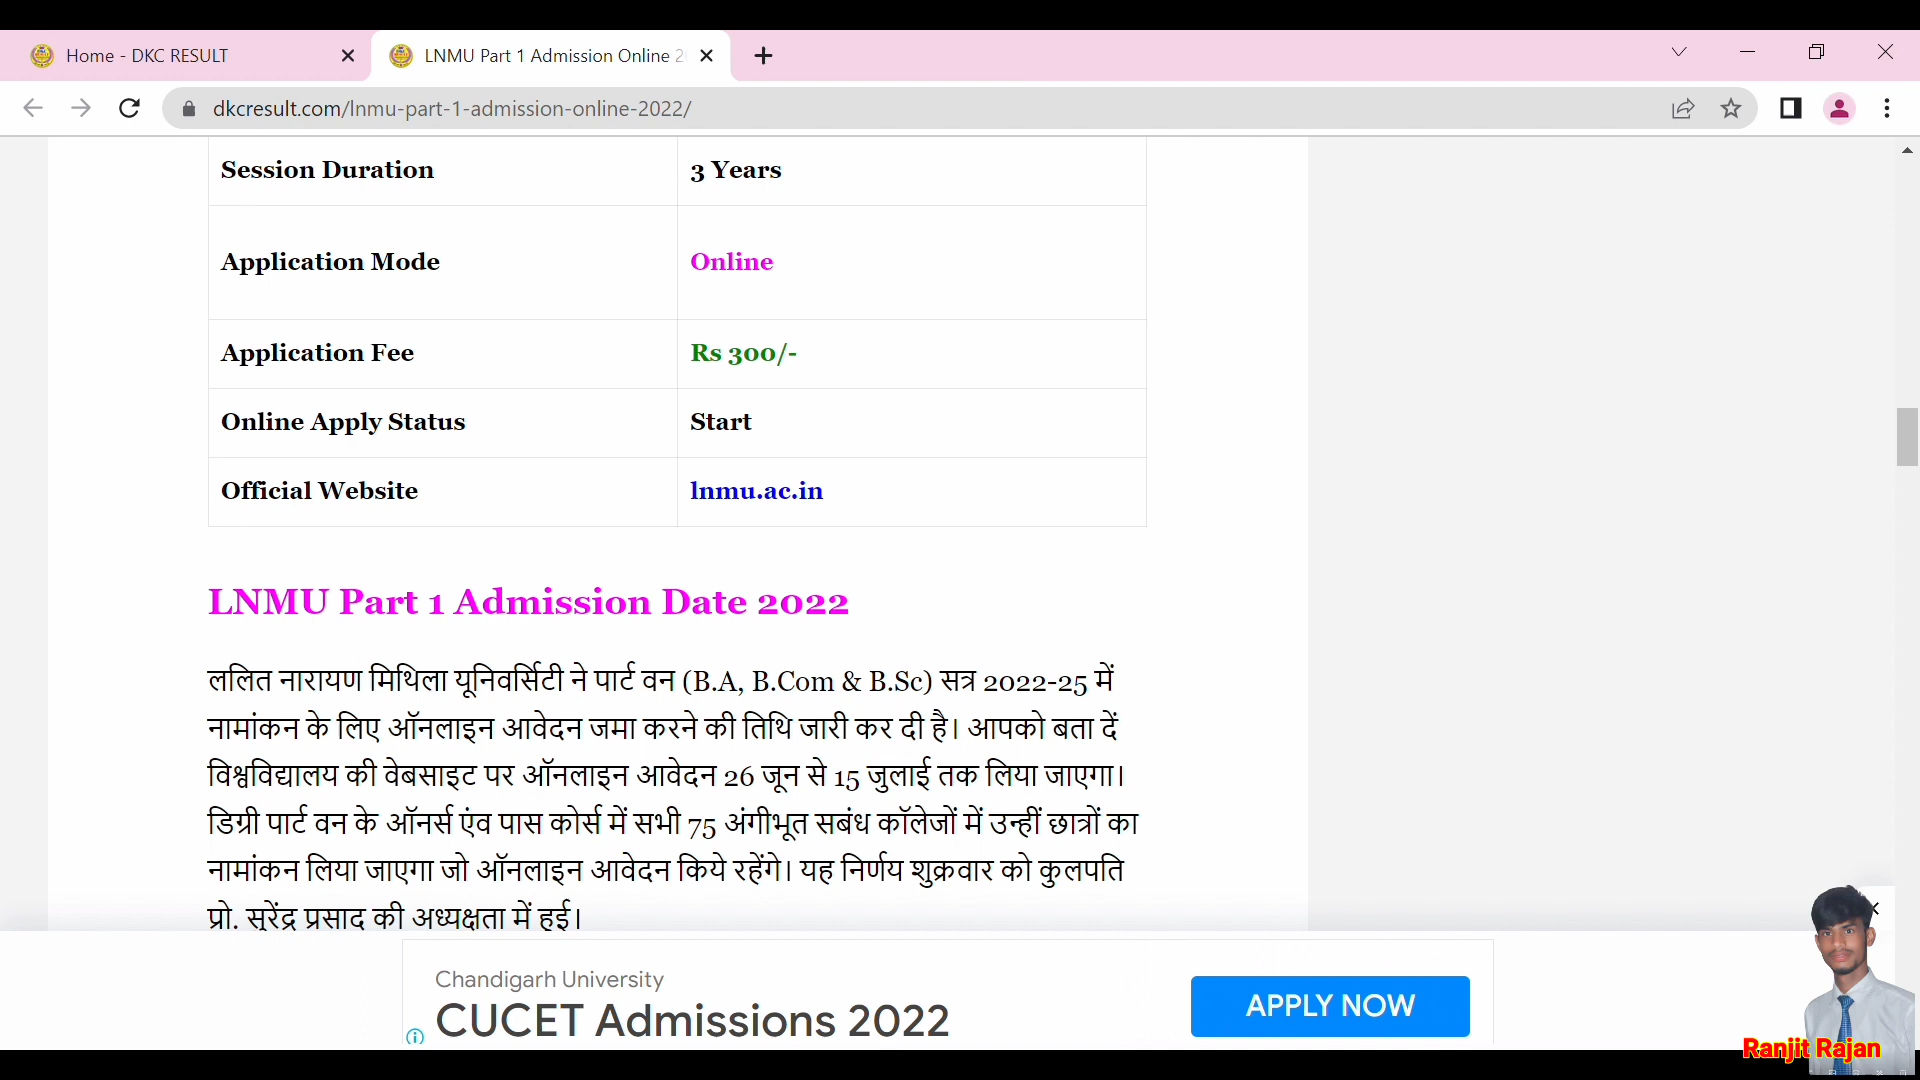 Home - DKC RESULT
LNMU Part 1 Admission Online 2
dkcresult.com/lnmu-part-1-admission-online-2022/
Session Duration 3 Years
Application Mode Online
Application Fee Rs 300/-
Online Apply Status Start
Official Website lnmu.ac.in
LNMU Part 1 Admission Date 2022
ललित नारायण मिथिला यूनिवर्सिटी ने पार्ट वन (B.A, B.Com & B.Sc) सत्र 2022-25 में
नामांकन के लिए ऑनलाइन आवेदन जमा करने की तिथि जारी कर दी है। आपको बता दें
विश्वविद्यालय की वेबसाइट पर ऑनलाइन आवेदन 26 जून से 15 जुलाई तक लिया जाएगा।
डिग्री पार्ट वन के ऑनर्स एंव पास कोर्स में सभी 75 अंगीभूत सबंध कॉलेजों में उन्हीं छात्रों का
नामांकन लिया जाएगा जो ऑनलाइन आवेदन किये रहेंगे। यह निर्णय शुक्रवार को कुलपति
प्रो. सुरेंद्र प्रसाद की अध्यक्षता में हुई।
Chandigarh University
CUCET Admissions 2022
APPLY NOW
Ranjit Rajan